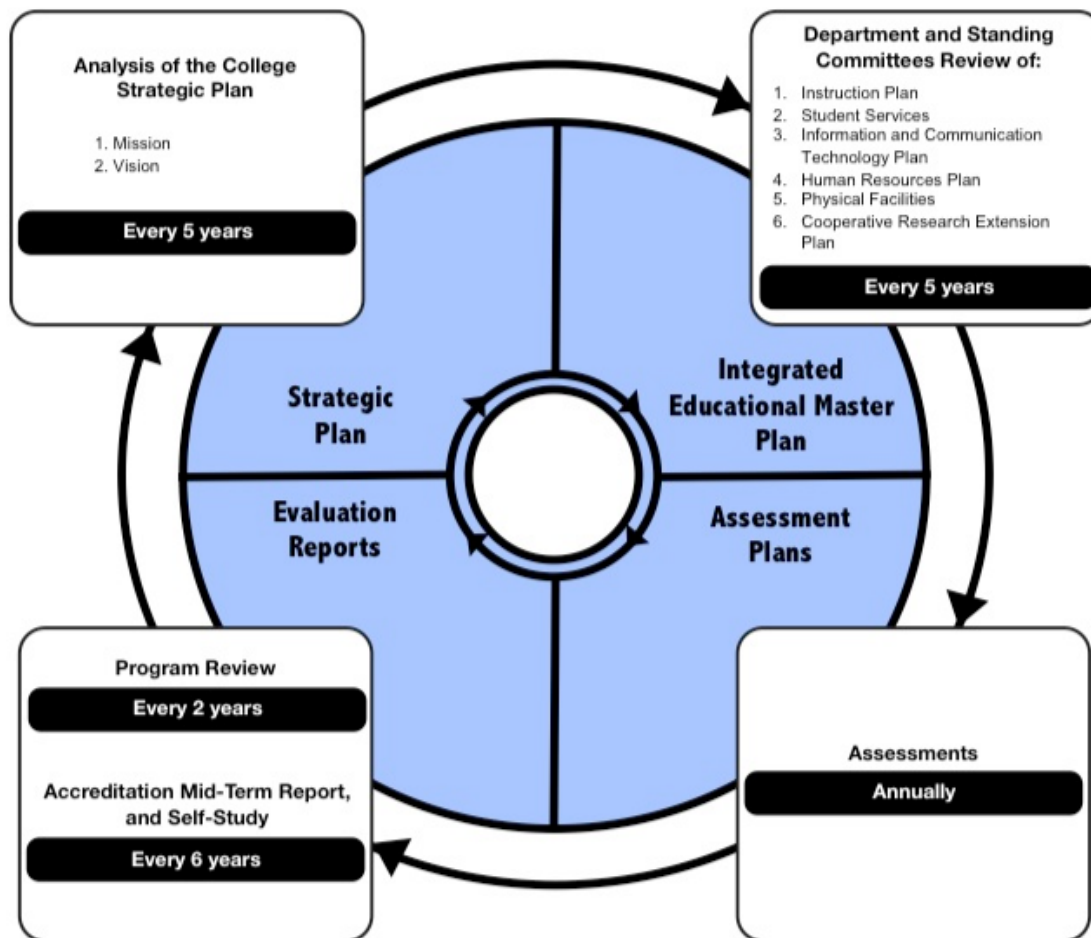 Analysis of the College
Strategic Plan
1. Mission
2. Vision
Every 5 years
Department and Standing
Committees Review of:
1. Instruction Plan
2. Student Services
3. Information and Communication
Technology Plan
4. Human Resources Plan
5. Physical Facilities
6. Cooperative Research Extension
Plan
Every 5 years
Strategic
Plan
Integrated
Educational Master
Plan
Evaluation
Reports
Assessment
Plans
Program Review
Every 2 years
Accreditation Mid-Term Report,
and Self-Study
Every 6 years
Assessments
Annually